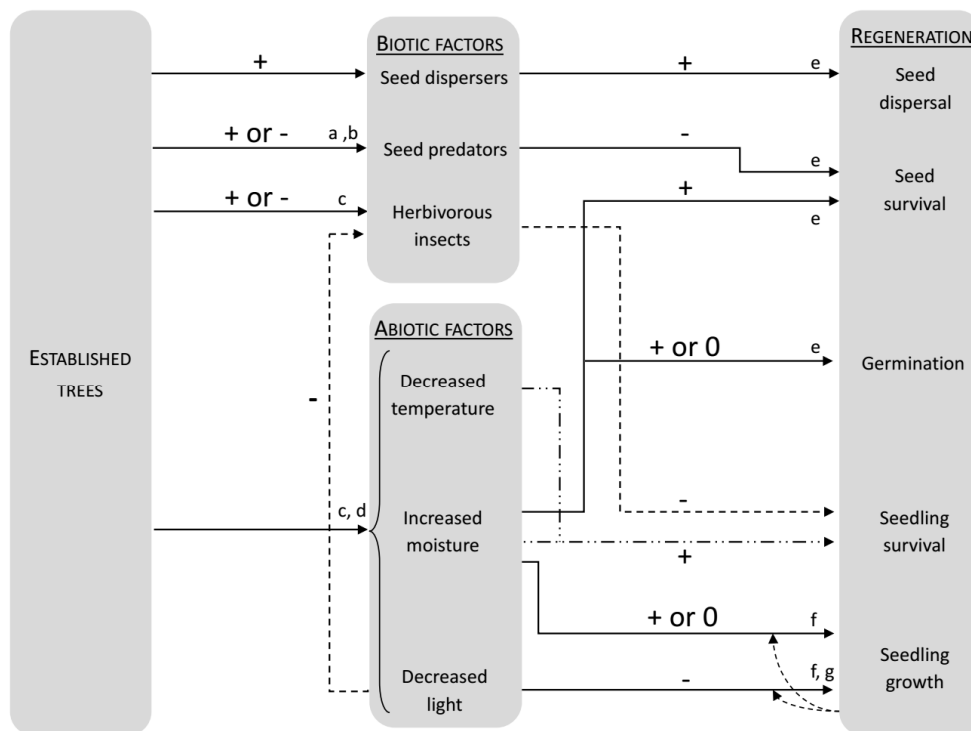 ESTABLISHED
TREES
+
+ or -
a ,b
+ or -
c
-
c, d
BIOTIC FACTORS
Seed dispersers
Seed predators
Herbivorous
insects
ABIOTIC FACTORS
Decreased
temperature
Increased
moisture
Decreased
light
+
e
-
e
+
e
+ or 0
e
-
+
+ or 0
f
-
f, g
REGENERATION
Seed
dispersal
Seed
survival
Germination
Seedling
survival
Seedling
growth